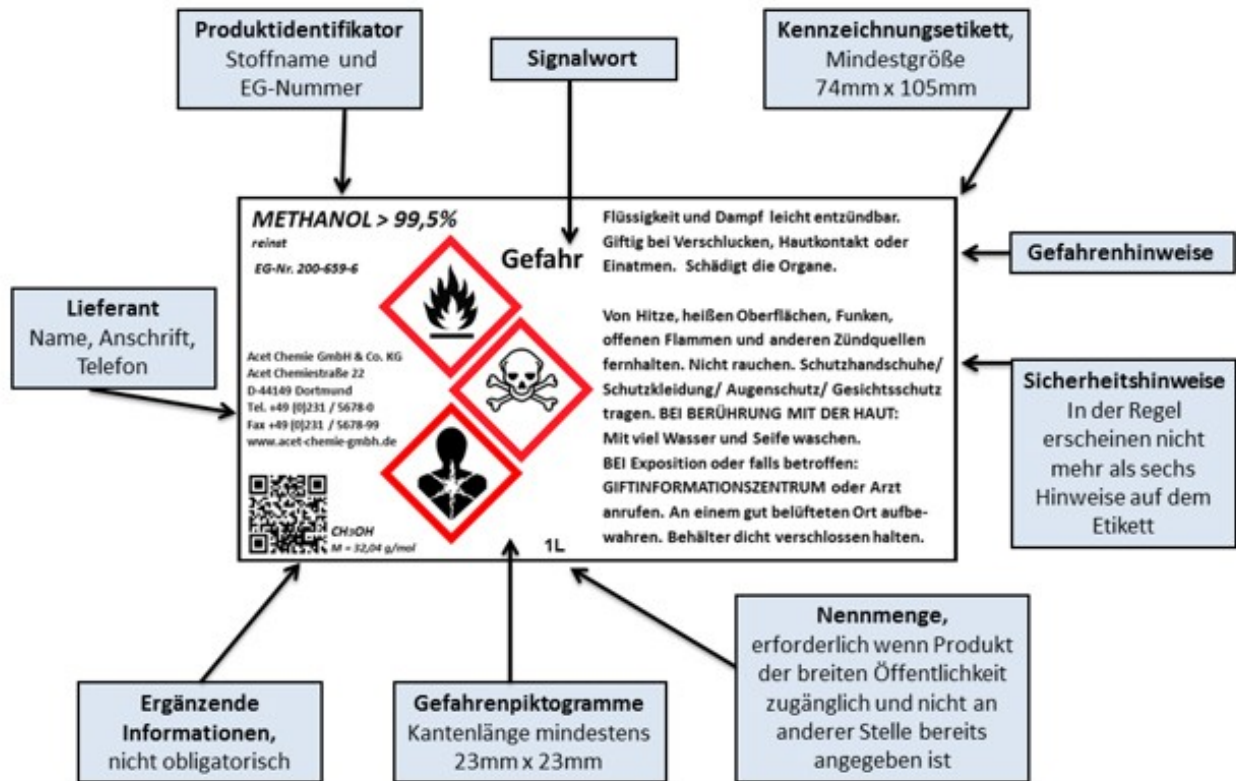 Produktidentifikator
Stoffname und
EG-Nummer
Signalwort
Kennzeichnungsetikett,
Mindestgröße
74mm x 105mm
METHANOL > 99,5%
reinst
EG-Nr. 200-659-6
Gefahr
Flüssigkeit und Dampf leicht entzündbar.
Giftig bei Verschlucken, Hautkontakt oder
Einatmen. Schädigt die Organe.
Gefahrenhinweise
Lieferant
Name, Anschrift,
Telefon
Acet Chemie GmbH & Co. KG
Acet Chemiestraße 22
D-44149 Dortmund
Tel. +49 (0)231 / 5678-0
Fax +49 (0)231 / 5678-99
www.acet-chemie-gmbh.de
Von Hitze, heißen Oberflächen, Funken,
offenen Flammen und anderen Zündquellen
fernhalten. Nicht rauchen. Schutzhandschuhe/
Schutzkleidung/ Augenschutz/ Gesichtsschutz
tragen. BEI BERÜHRUNG MIT DER HAUT:
Mit viel Wasser und Seife waschen.
BEI Exposition oder falls betroffen:
GIFTINFORMATIONSZENTRUM oder Arzt
anrufen. An einem gut belüfteten Ort aufbe-
wahren. Behälter dicht verschlossen halten.
Sicherheitshinweise
In der Regel
erscheinen nicht
mehr als sechs
Hinweise auf dem
Etikett
CH₃OH
M = 32,04 g/mol
1L
Ergänzende
Informationen,
nicht obligatorisch
Gefahrenpiktogramme
Kantenlänge mindestens
23mm x 23mm
Nennmenge,
erforderlich wenn Produkt
der breiten Öffentlichkeit
zugänglich und nicht an
anderer Stelle bereits
angegeben ist